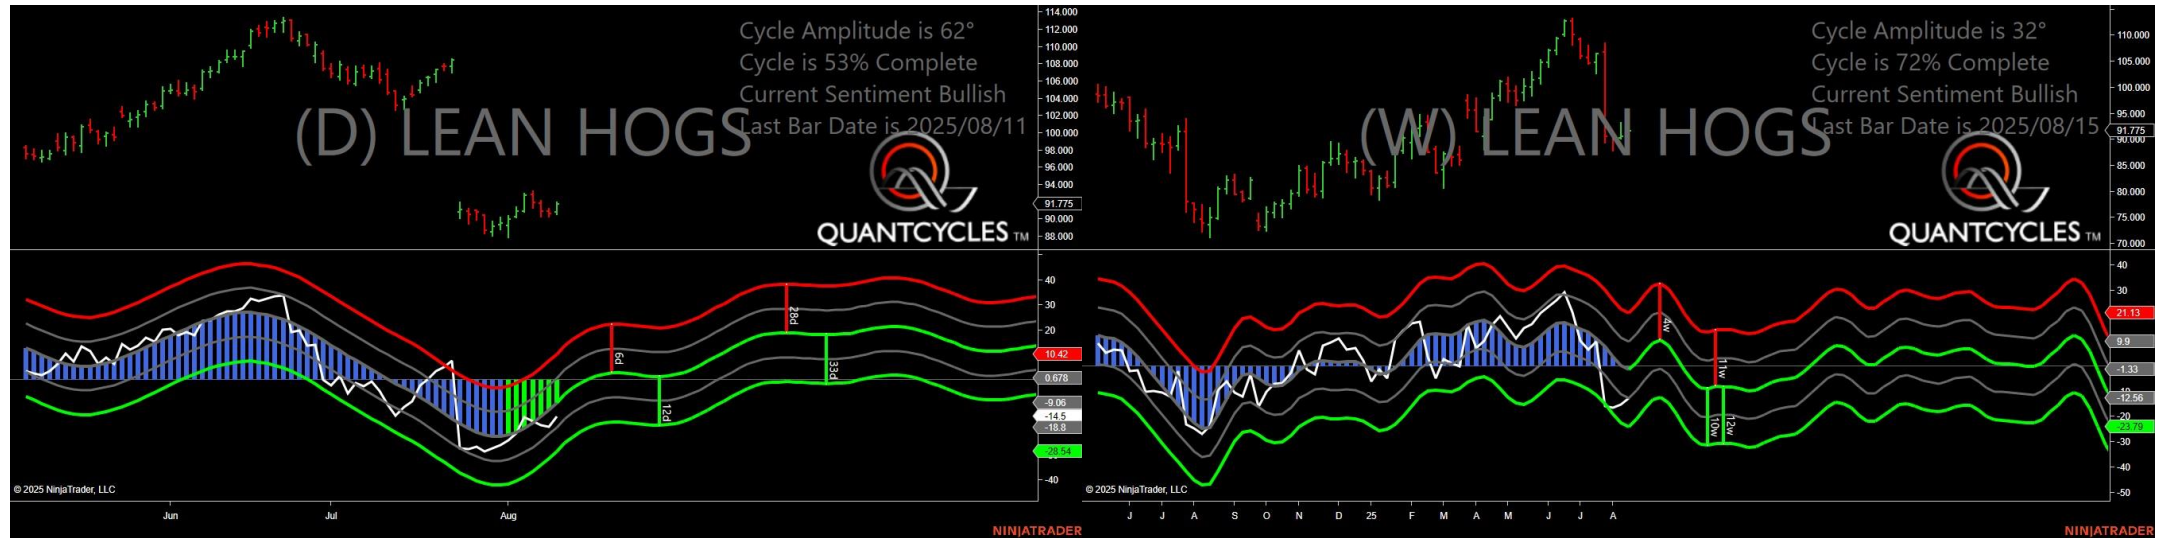 Cycle Amplitude is 62°
Cycle is 53% Complete
Current Sentiment Bullish
Last Bar Date is 2025/08/11
(D) LEAN HOGS
QUANTCYCLES TM
114.000
112.000
110.000
108.000
106.000
104.000
102.000
100.000
98.000
96.000
94.000
91.775
90.000
88.000
40
30
20
10.42
0.678
-9.06
-14.5
-18.8
-28.54
-40
6d
12d
28d
33d
© 2025 NinjaTrader, LLC
Jun
Jul
Aug
NINJATRADER
Cycle Amplitude is 32°
Cycle is 72% Complete
Current Sentiment Bullish
Last Bar Date is 2025/08/15
(W) LEAN HOGS
QUANTCYCLES TM
110.000
105.000
100.000
95.000
91.775
90.000
85.000
80.000
75.000
70.000
40
30
21.13
9.9
-1.33
-12.56
-20
-23.79
-30
-40
-50
4w
11w
10w
12w
© 2025 NinjaTrader, LLC
J
J
A
S
O
N
D
25
F
M
A
M
J
J
A
NINJATRADER